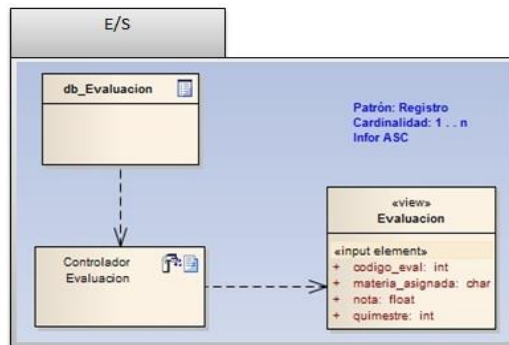 E/S
db_Evaluacion
Patrón: Registro
Cardinalidad: 1 . . n
Infor ASC
«view»
Evaluacion
«input element»
+ codigo_eval: int
+ materia_asignada: char
+ nota: float
+ quimestre: int
Controlador
Evaluacion